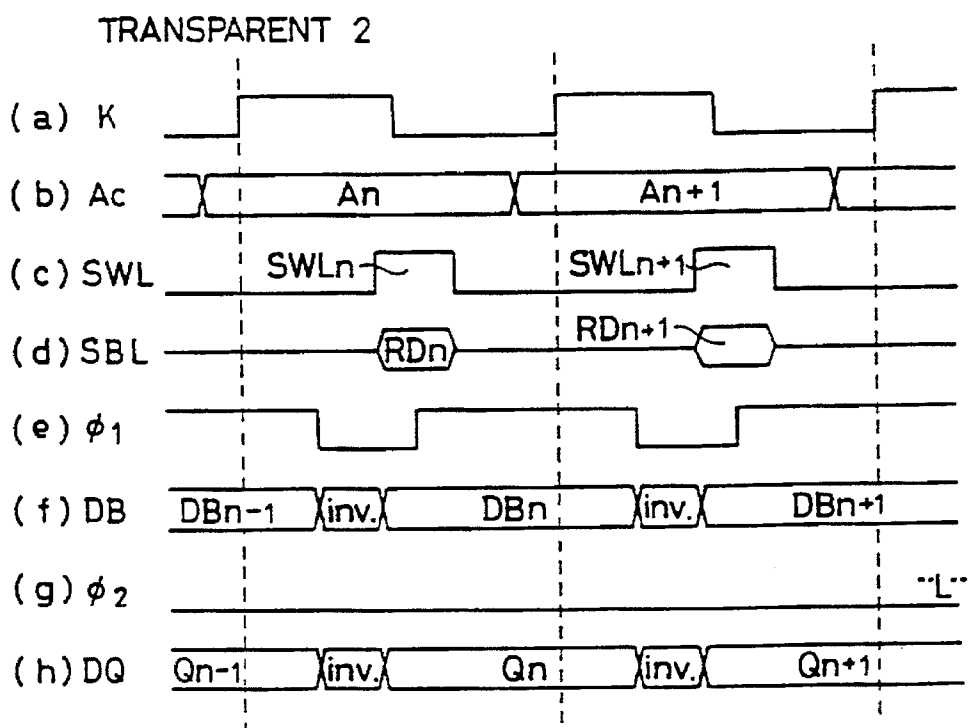 TRANSPARENT 2
(a) K
(b) Ac An An+1
(c) SWL SWLn SWLn+1
(d) SBL RDn RDn+1
(e) ϕ1
(f) DB DBn-1 inv. DBn inv. DBn+1
(g) ϕ2 "L"
(h) DQ Qn-1 inv. Qn inv. Qn+1